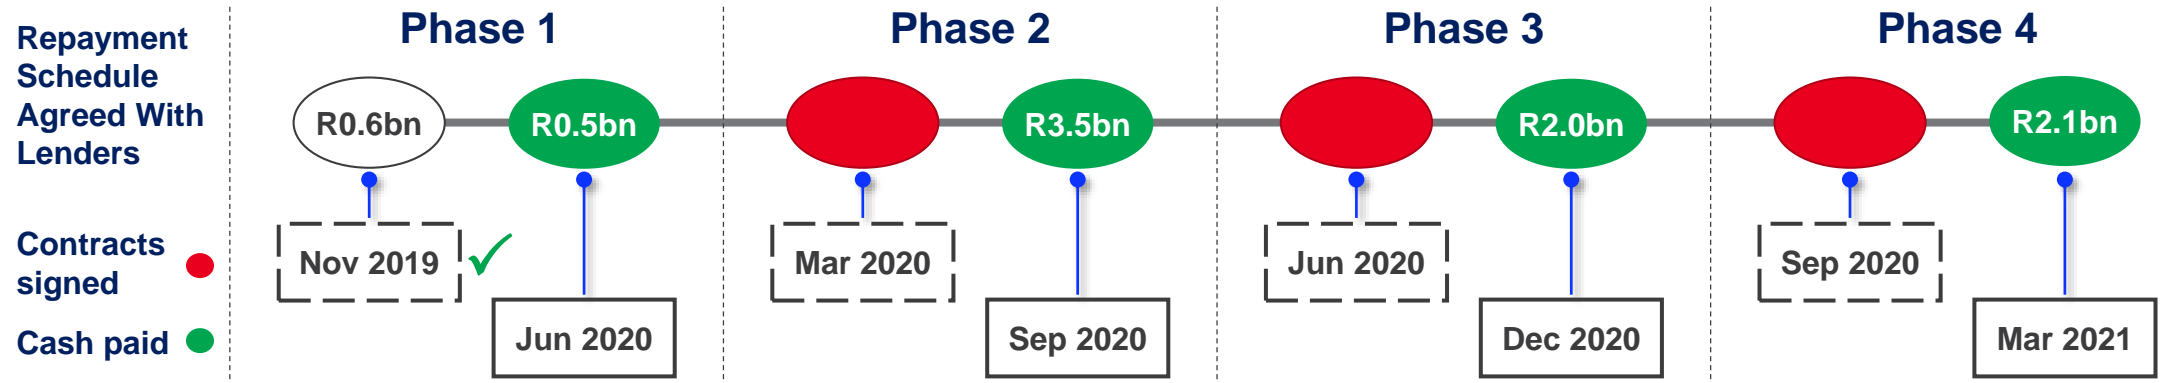 Repayment
Schedule
Agreed With
Lenders
Contracts
signed
Cash paid
Phase 1
R0.6bn
R0.5bn
Nov 2019
Jun 2020
Phase 2
R3.5bn
Mar 2020
Sep 2020
Phase 3
R2.0bn
Jun 2020
Dec 2020
Phase 4
R2.1bn
Sep 2020
Mar 2021